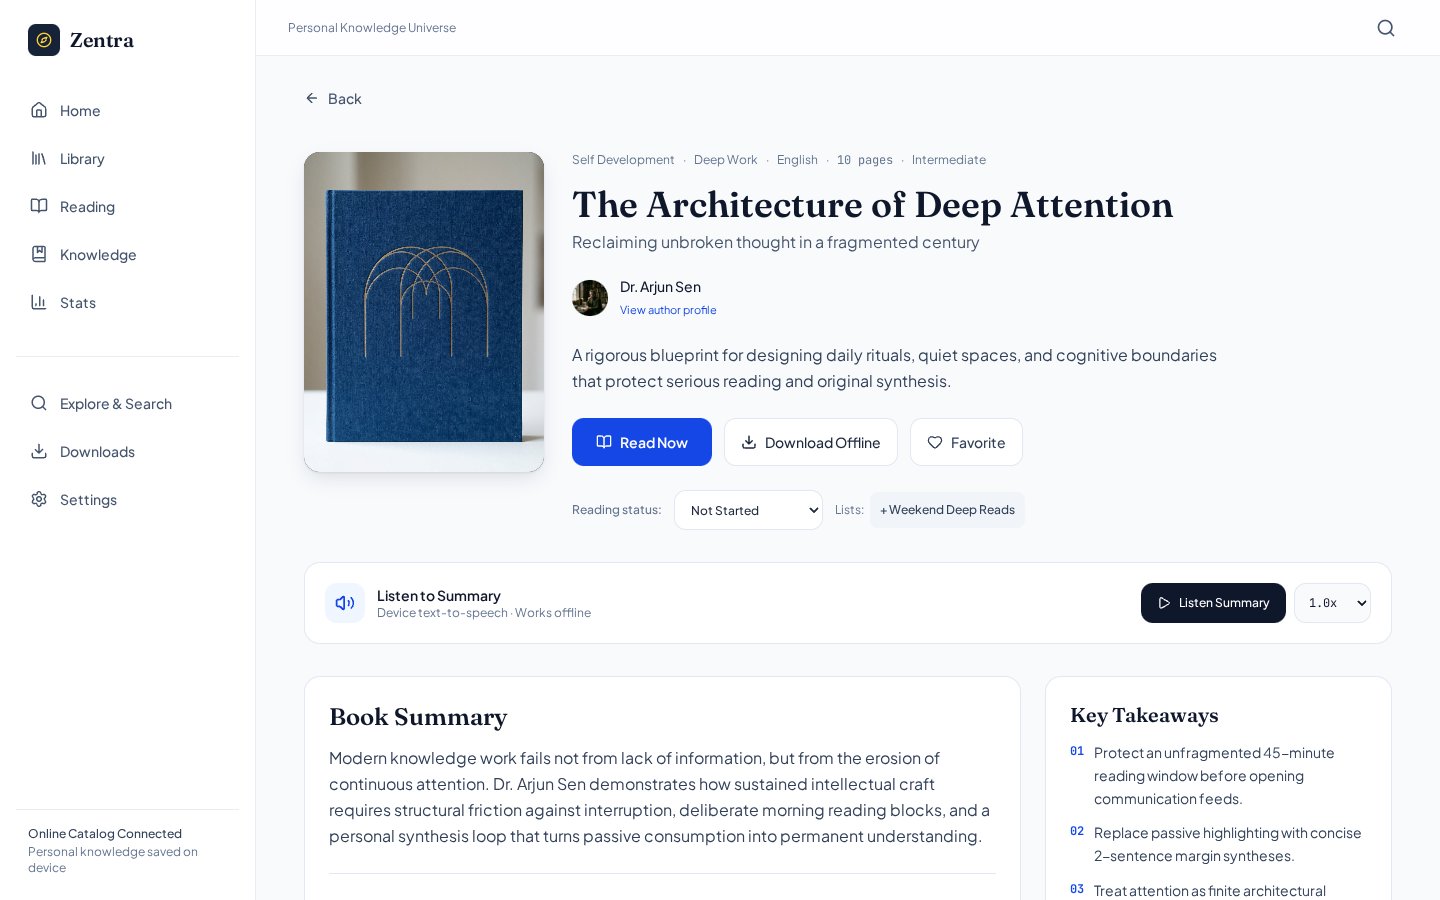 Zentra
Home
Library
Reading
Knowledge
Stats
Explore & Search
Downloads
Settings
Online Catalog Connected
Personal knowledge saved on
device
Personal Knowledge Universe
Back
Self Development · Deep Work · English · 10 pages · Intermediate
The Architecture of Deep Attention
Reclaiming unbroken thought in a fragmented century
Dr. Arjun Sen
View author profile
A rigorous blueprint for designing daily rituals, quiet spaces, and cognitive boundaries
that protect serious reading and original synthesis.
Read Now
Download Offline
Favorite
Reading status:
Not Started
Lists:
+ Weekend Deep Reads
Listen to Summary
Device text-to-speech · Works offline
Listen Summary
1.0x
Book Summary
Modern knowledge work fails not from lack of information, but from the erosion of
continuous attention. Dr. Arjun Sen demonstrates how sustained intellectual craft
requires structural friction against interruption, deliberate morning reading blocks, and a
personal synthesis loop that turns passive consumption into permanent understanding.
Key Takeaways
01 Protect an unfragmented 45-minute
reading window before opening
communication feeds.
02 Replace passive highlighting with concise
2-sentence margin syntheses.
03 Treat attention as finite architectural